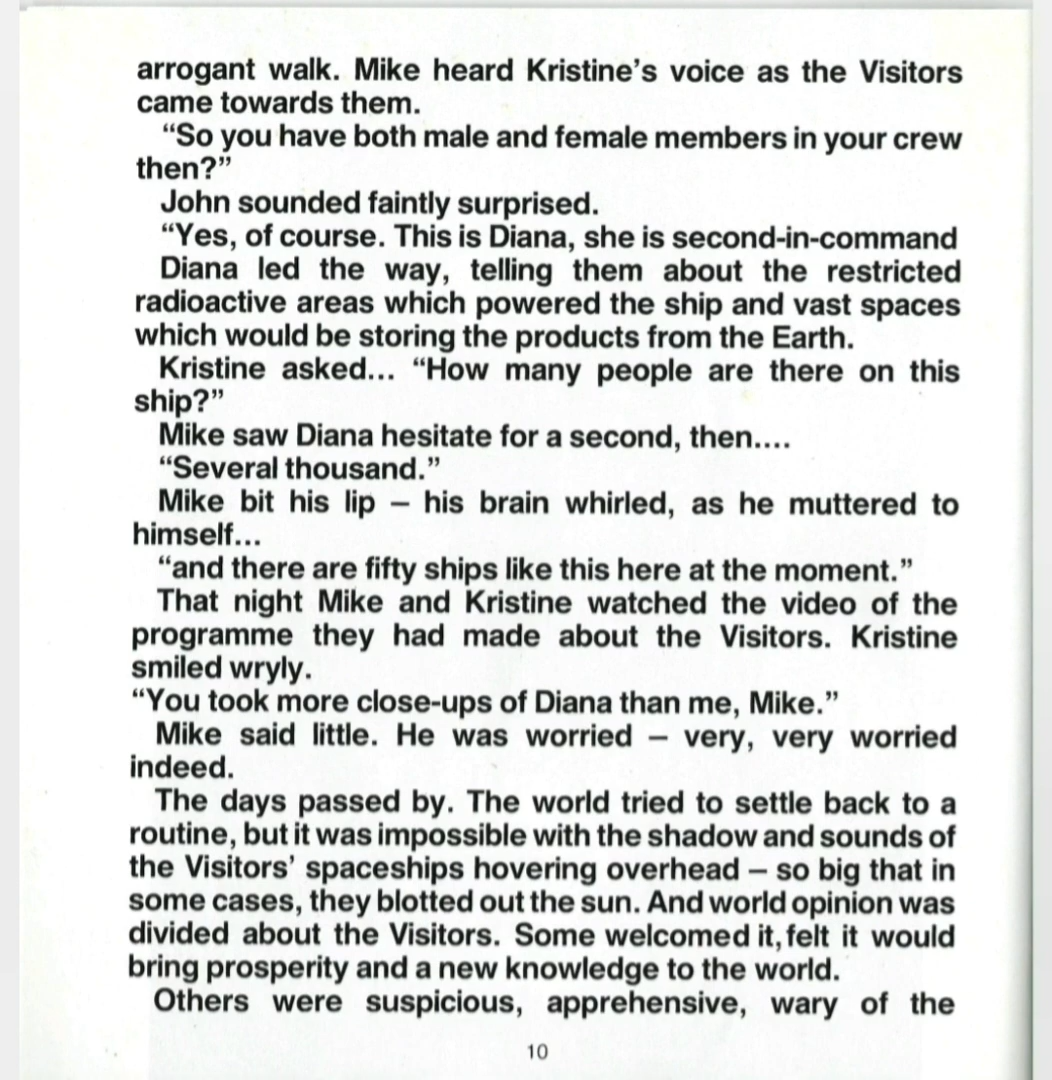 arrogant walk. Mike heard Kristine's voice as the Visitors
came towards them.
“So you have both male and female members in your crew
then?”
John sounded faintly surprised.
“Yes, of course. This is Diana, she is second-in-command
Diana led the way, telling them about the restricted
radioactive areas which powered the ship and vast spaces
which would be storing the products from the Earth.
Kristine asked... “How many people are there on this
ship?”
Mike saw Diana hesitate for a second, then....
“Several thousand.”
Mike bit his lip – his brain whirled, as he muttered to
himself...
“and there are fifty ships like this here at the moment.”
That night Mike and Kristine watched the video of the
programme they had made about the Visitors. Kristine
smiled wryly.
“You took more close-ups of Diana than me, Mike.”
Mike said little. He was worried – very, very worried
indeed.
The days passed by. The world tried to settle back to a
routine, but it was impossible with the shadow and sounds of
the Visitors’ spaceships hovering overhead – so big that in
some cases, they blotted out the sun. And world opinion was
divided about the Visitors. Some welcomed it, felt it would
bring prosperity and a new knowledge to the world.
Others were suspicious, apprehensive, wary of the
10